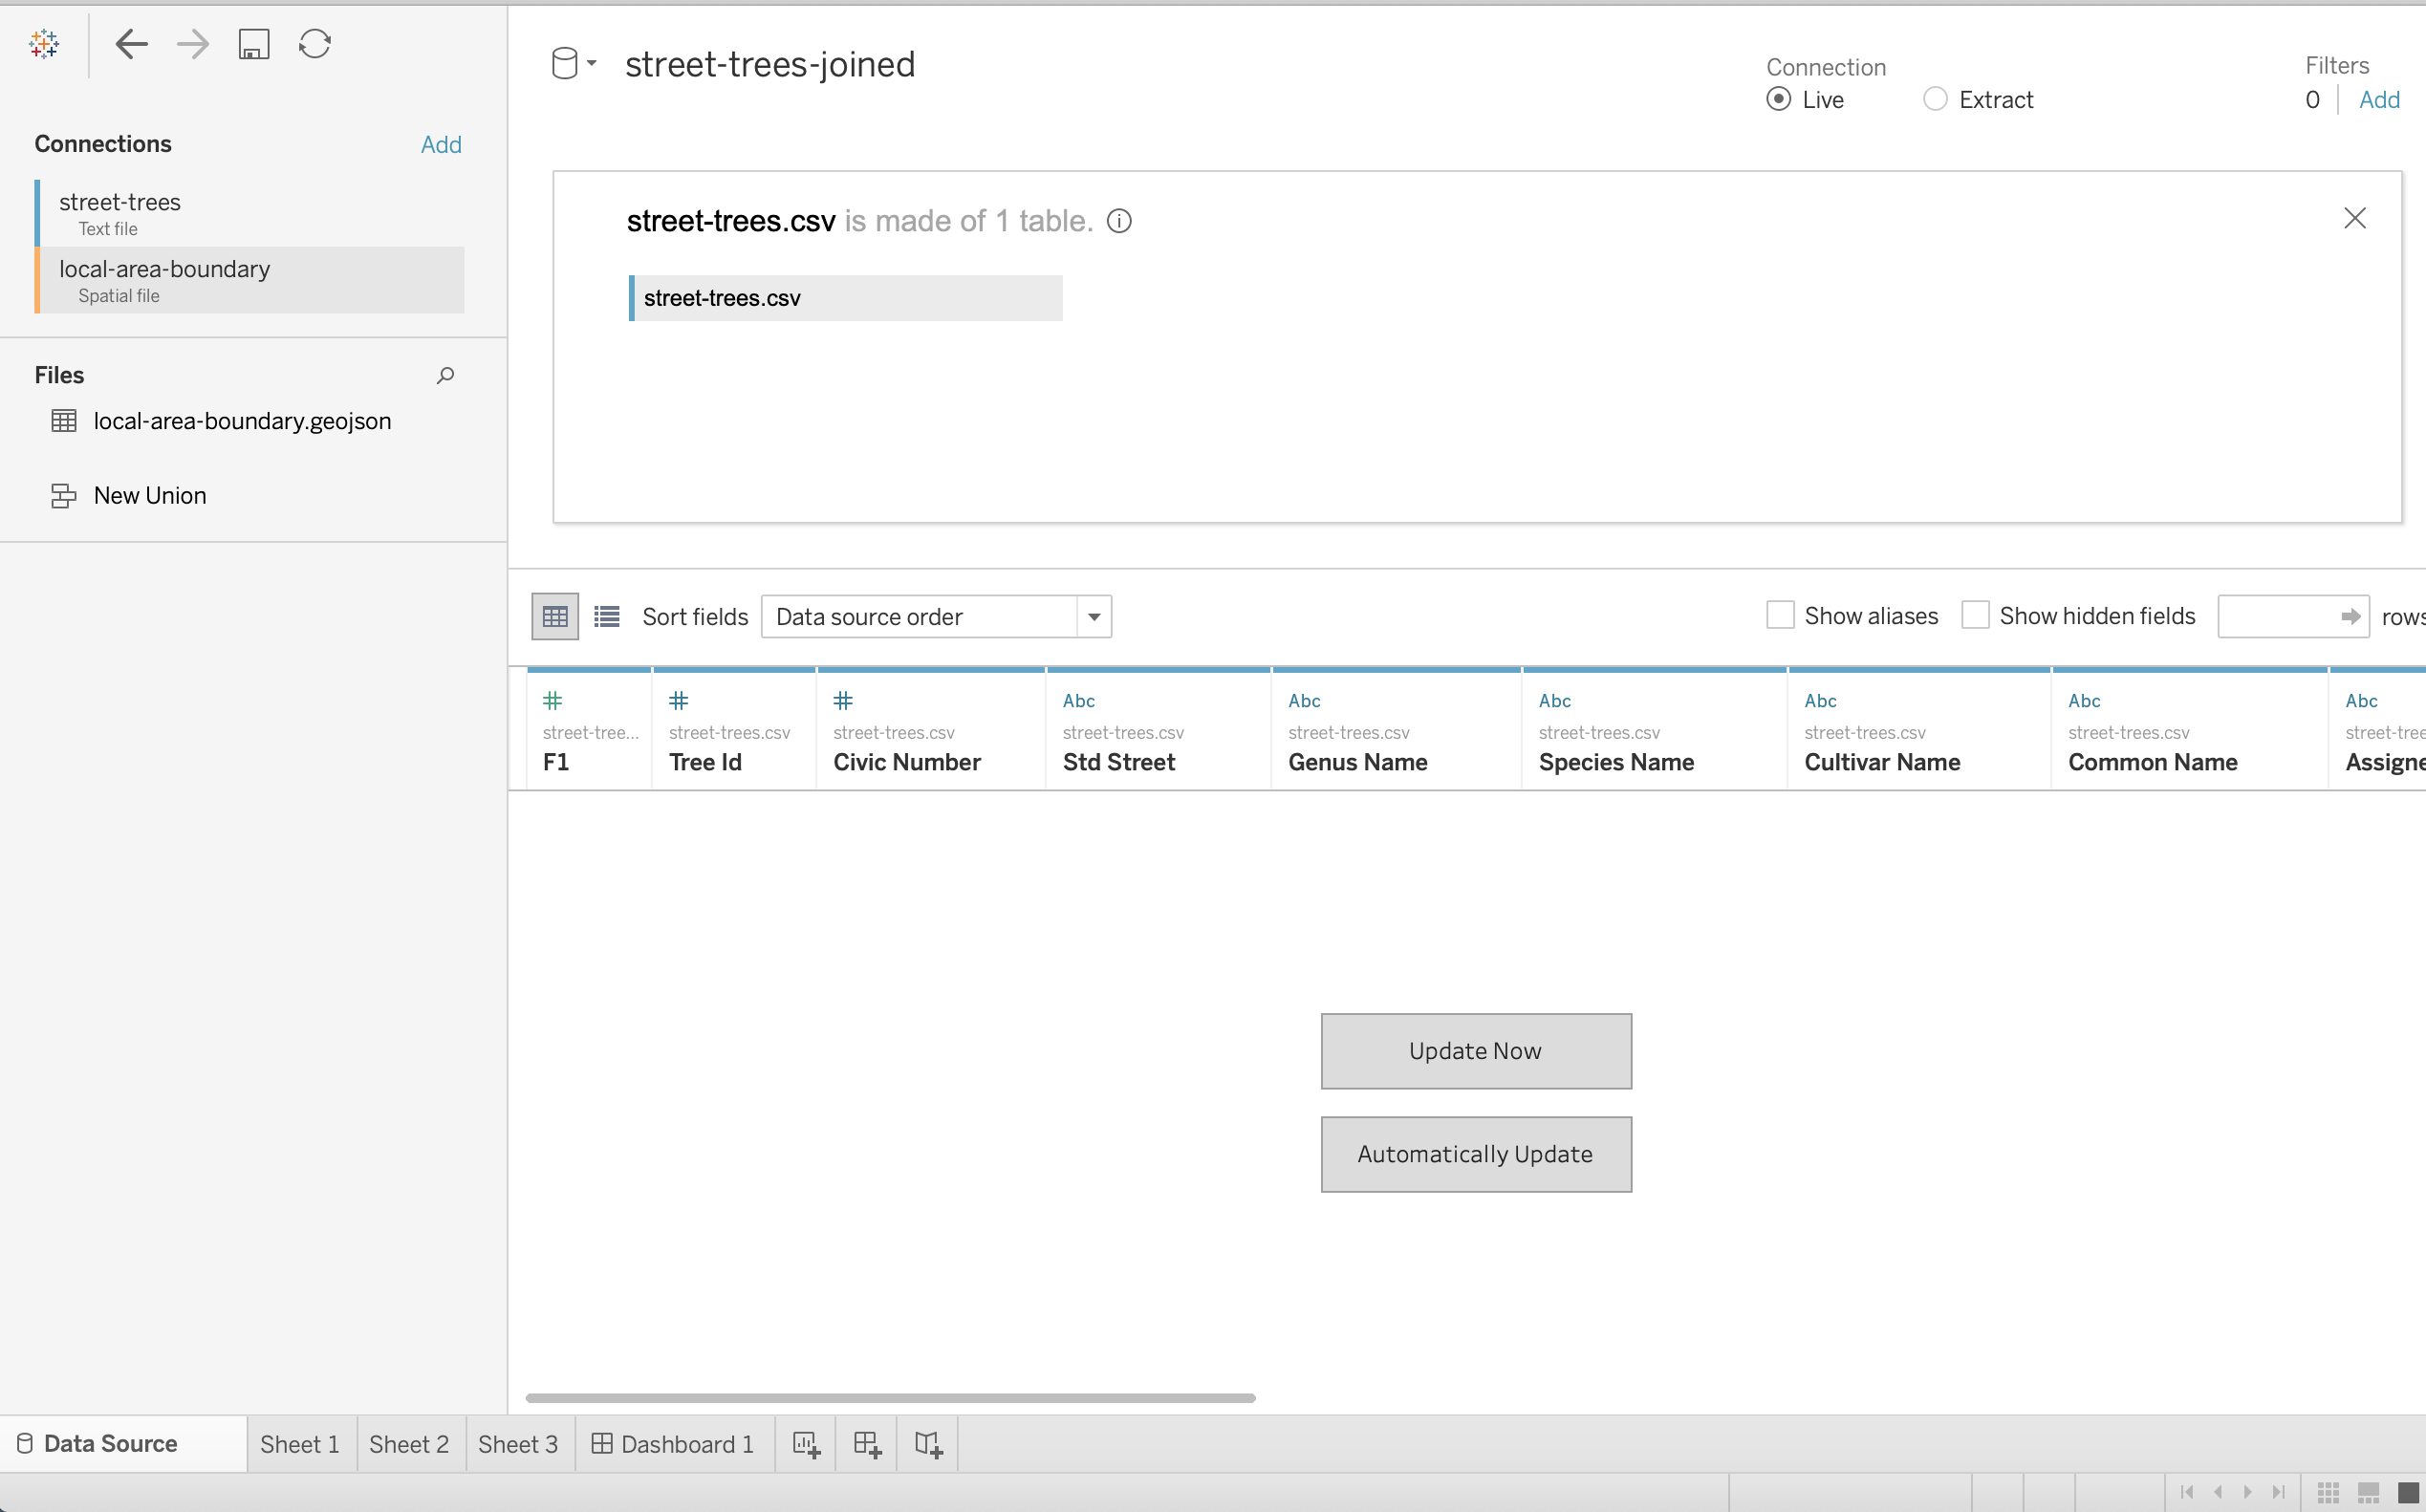 street-trees-joined
Connection
Live
Extract
Filters
0
Add
Connections
Add
street-trees
Text file
local-area-boundary
Spatial file
Files
local-area-boundary.geojson
New Union
street-trees.csv is made of 1 table.
street-trees.csv
Sort fields
Data source order
Show aliases
Show hidden fields
rows
# # # Abc Abc Abc Abc Abc Abc
street-tree... street-trees.csv street-trees.csv street-trees.csv street-trees.csv street-trees.csv street-trees.csv street-trees.csv street-tree
F1 Tree Id Civic Number Std Street Genus Name Species Name Cultivar Name Common Name Assigne
Update Now
Automatically Update
Data Source
Sheet 1
Sheet 2
Sheet 3
Dashboard 1